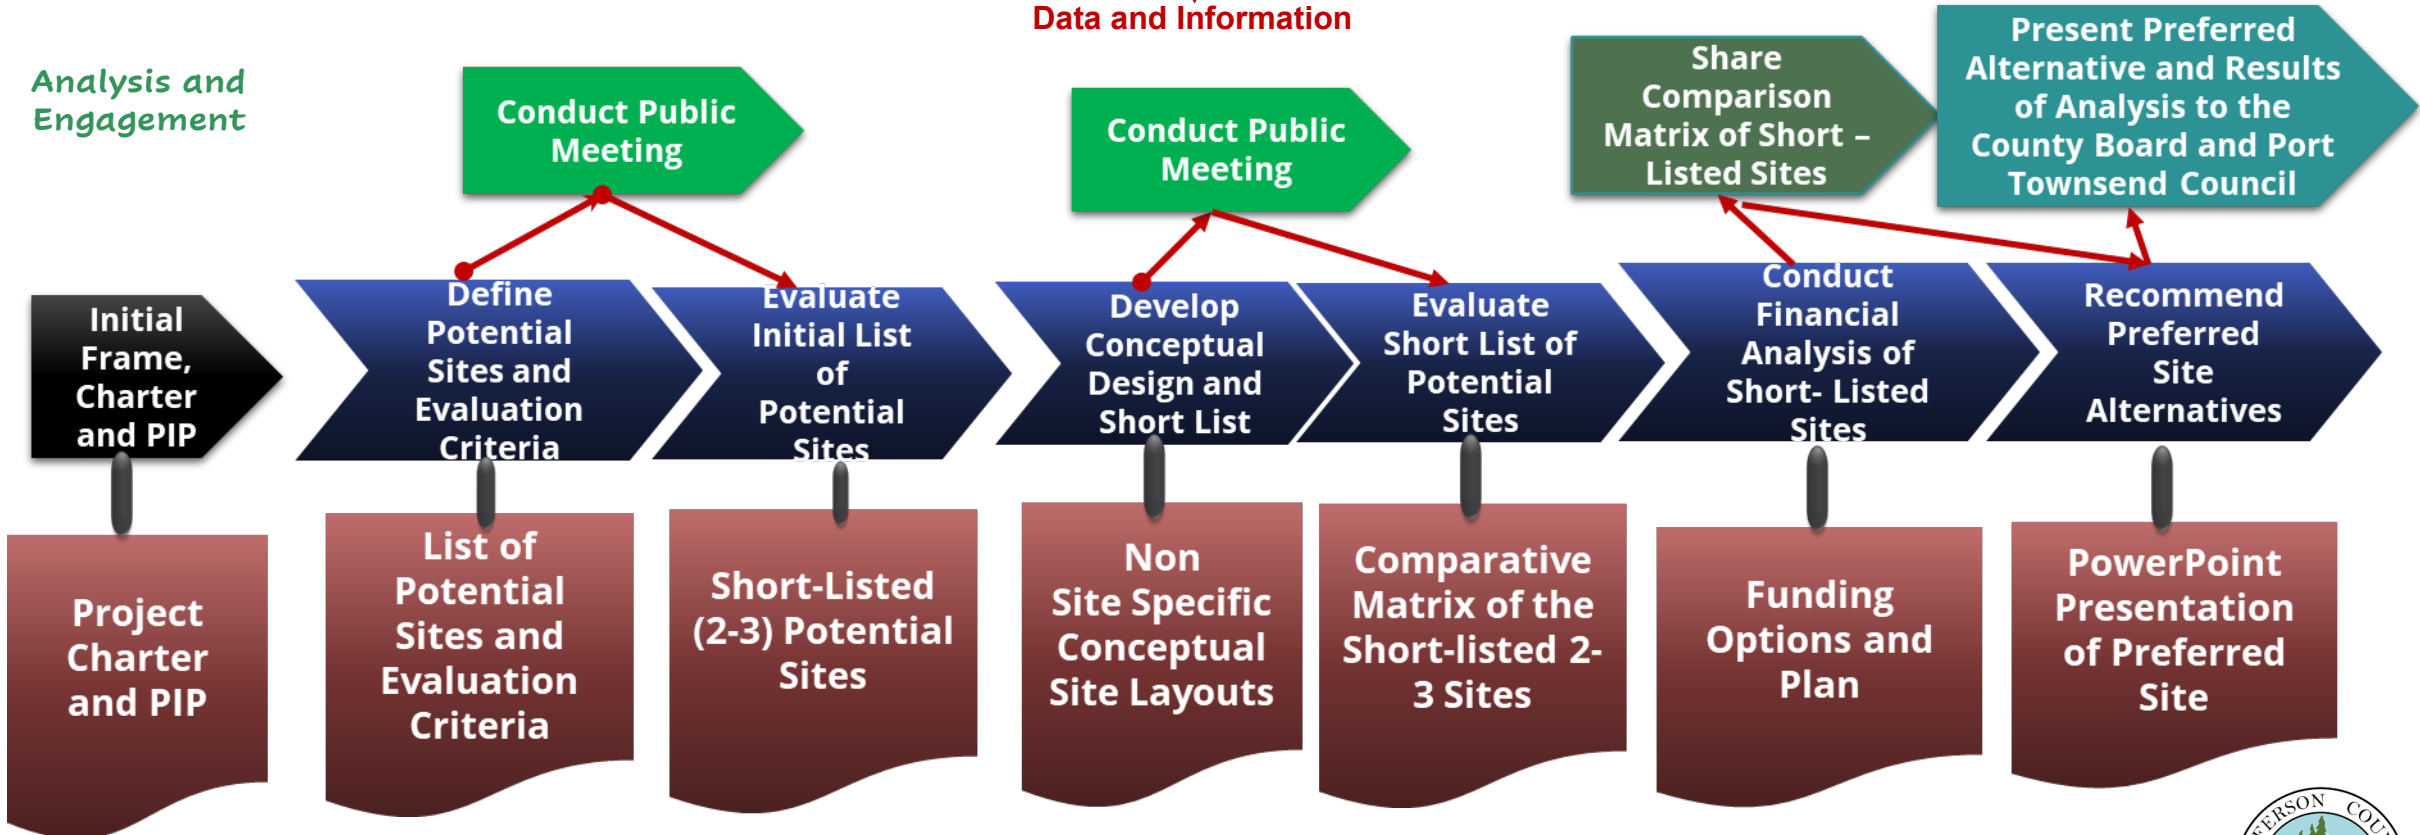 Data and Information
Analysis and
Engagement
Conduct Public
Meeting
Conduct Public
Meeting
Share
Comparison
Matrix of Short –
Listed Sites
Present Preferred
Alternative and Results
of Analysis to the
County Board and Port
Townsend Council
Initial
Frame,
Charter
and PIP
Define
Potential
Sites and
Evaluation
Criteria
Evaluate
Initial List
of
Potential
Sites
Develop
Conceptual
Design and
Short List
Evaluate
Short List of
Potential
Sites
Conduct
Financial
Analysis of
Short- Listed
Sites
Recommend
Preferred
Site
Alternatives
Project
Charter
and PIP
List of
Potential
Sites and
Evaluation
Criteria
Short-Listed
(2-3) Potential
Sites
Non
Site Specific
Conceptual
Site Layouts
Comparative
Matrix of the
Short-listed 2-
3 Sites
Funding
Options and
Plan
PowerPoint
Presentation
of Preferred
Site